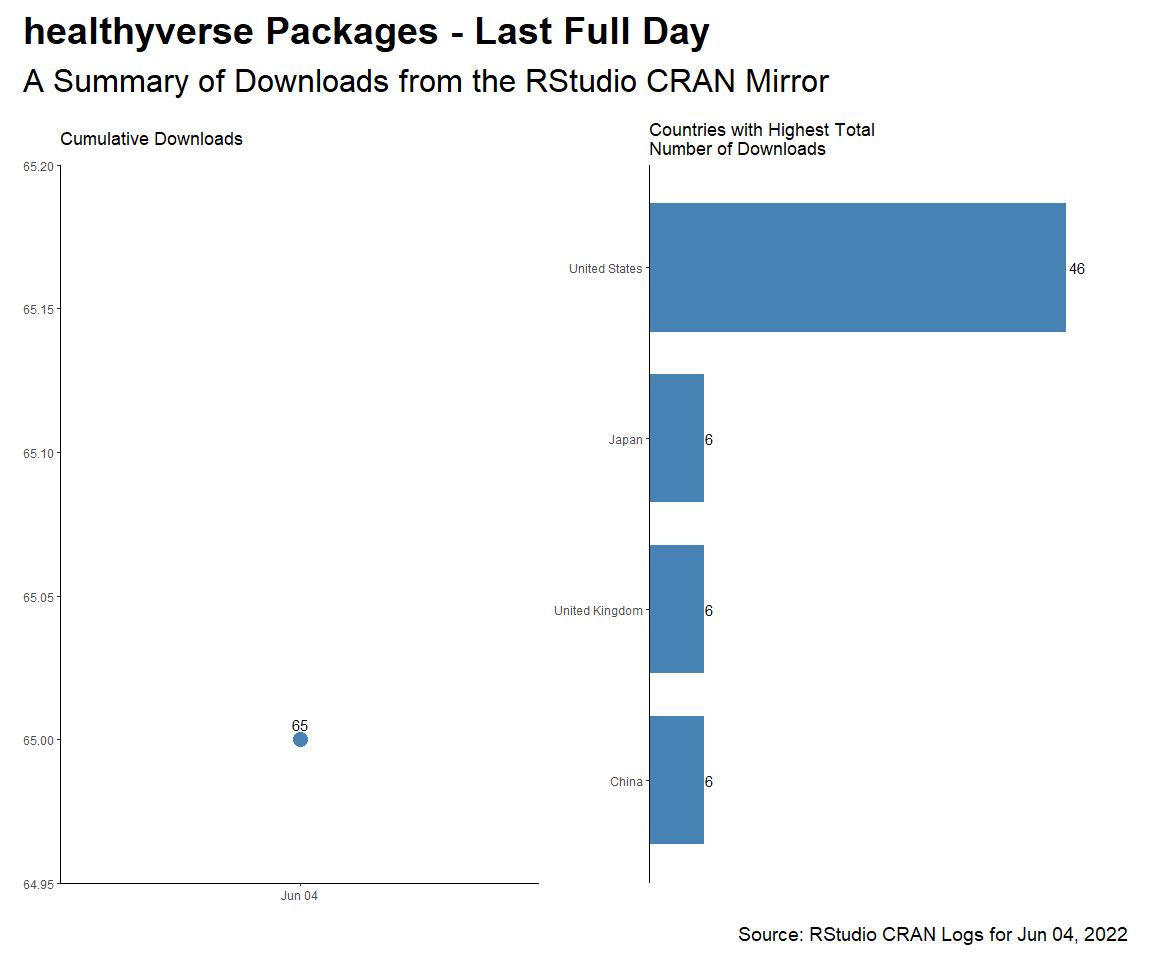 healthyverse Packages - Last Full Day
A Summary of Downloads from the RStudio CRAN Mirror
Cumulative Downloads
65.20
65.15
65.10
65.05
65.00
64.95
65
Jun 04
Countries with Highest Total
Number of Downloads
United States
46
Japan
6
United Kingdom
6
China
6
Source: RStudio CRAN Logs for Jun 04, 2022